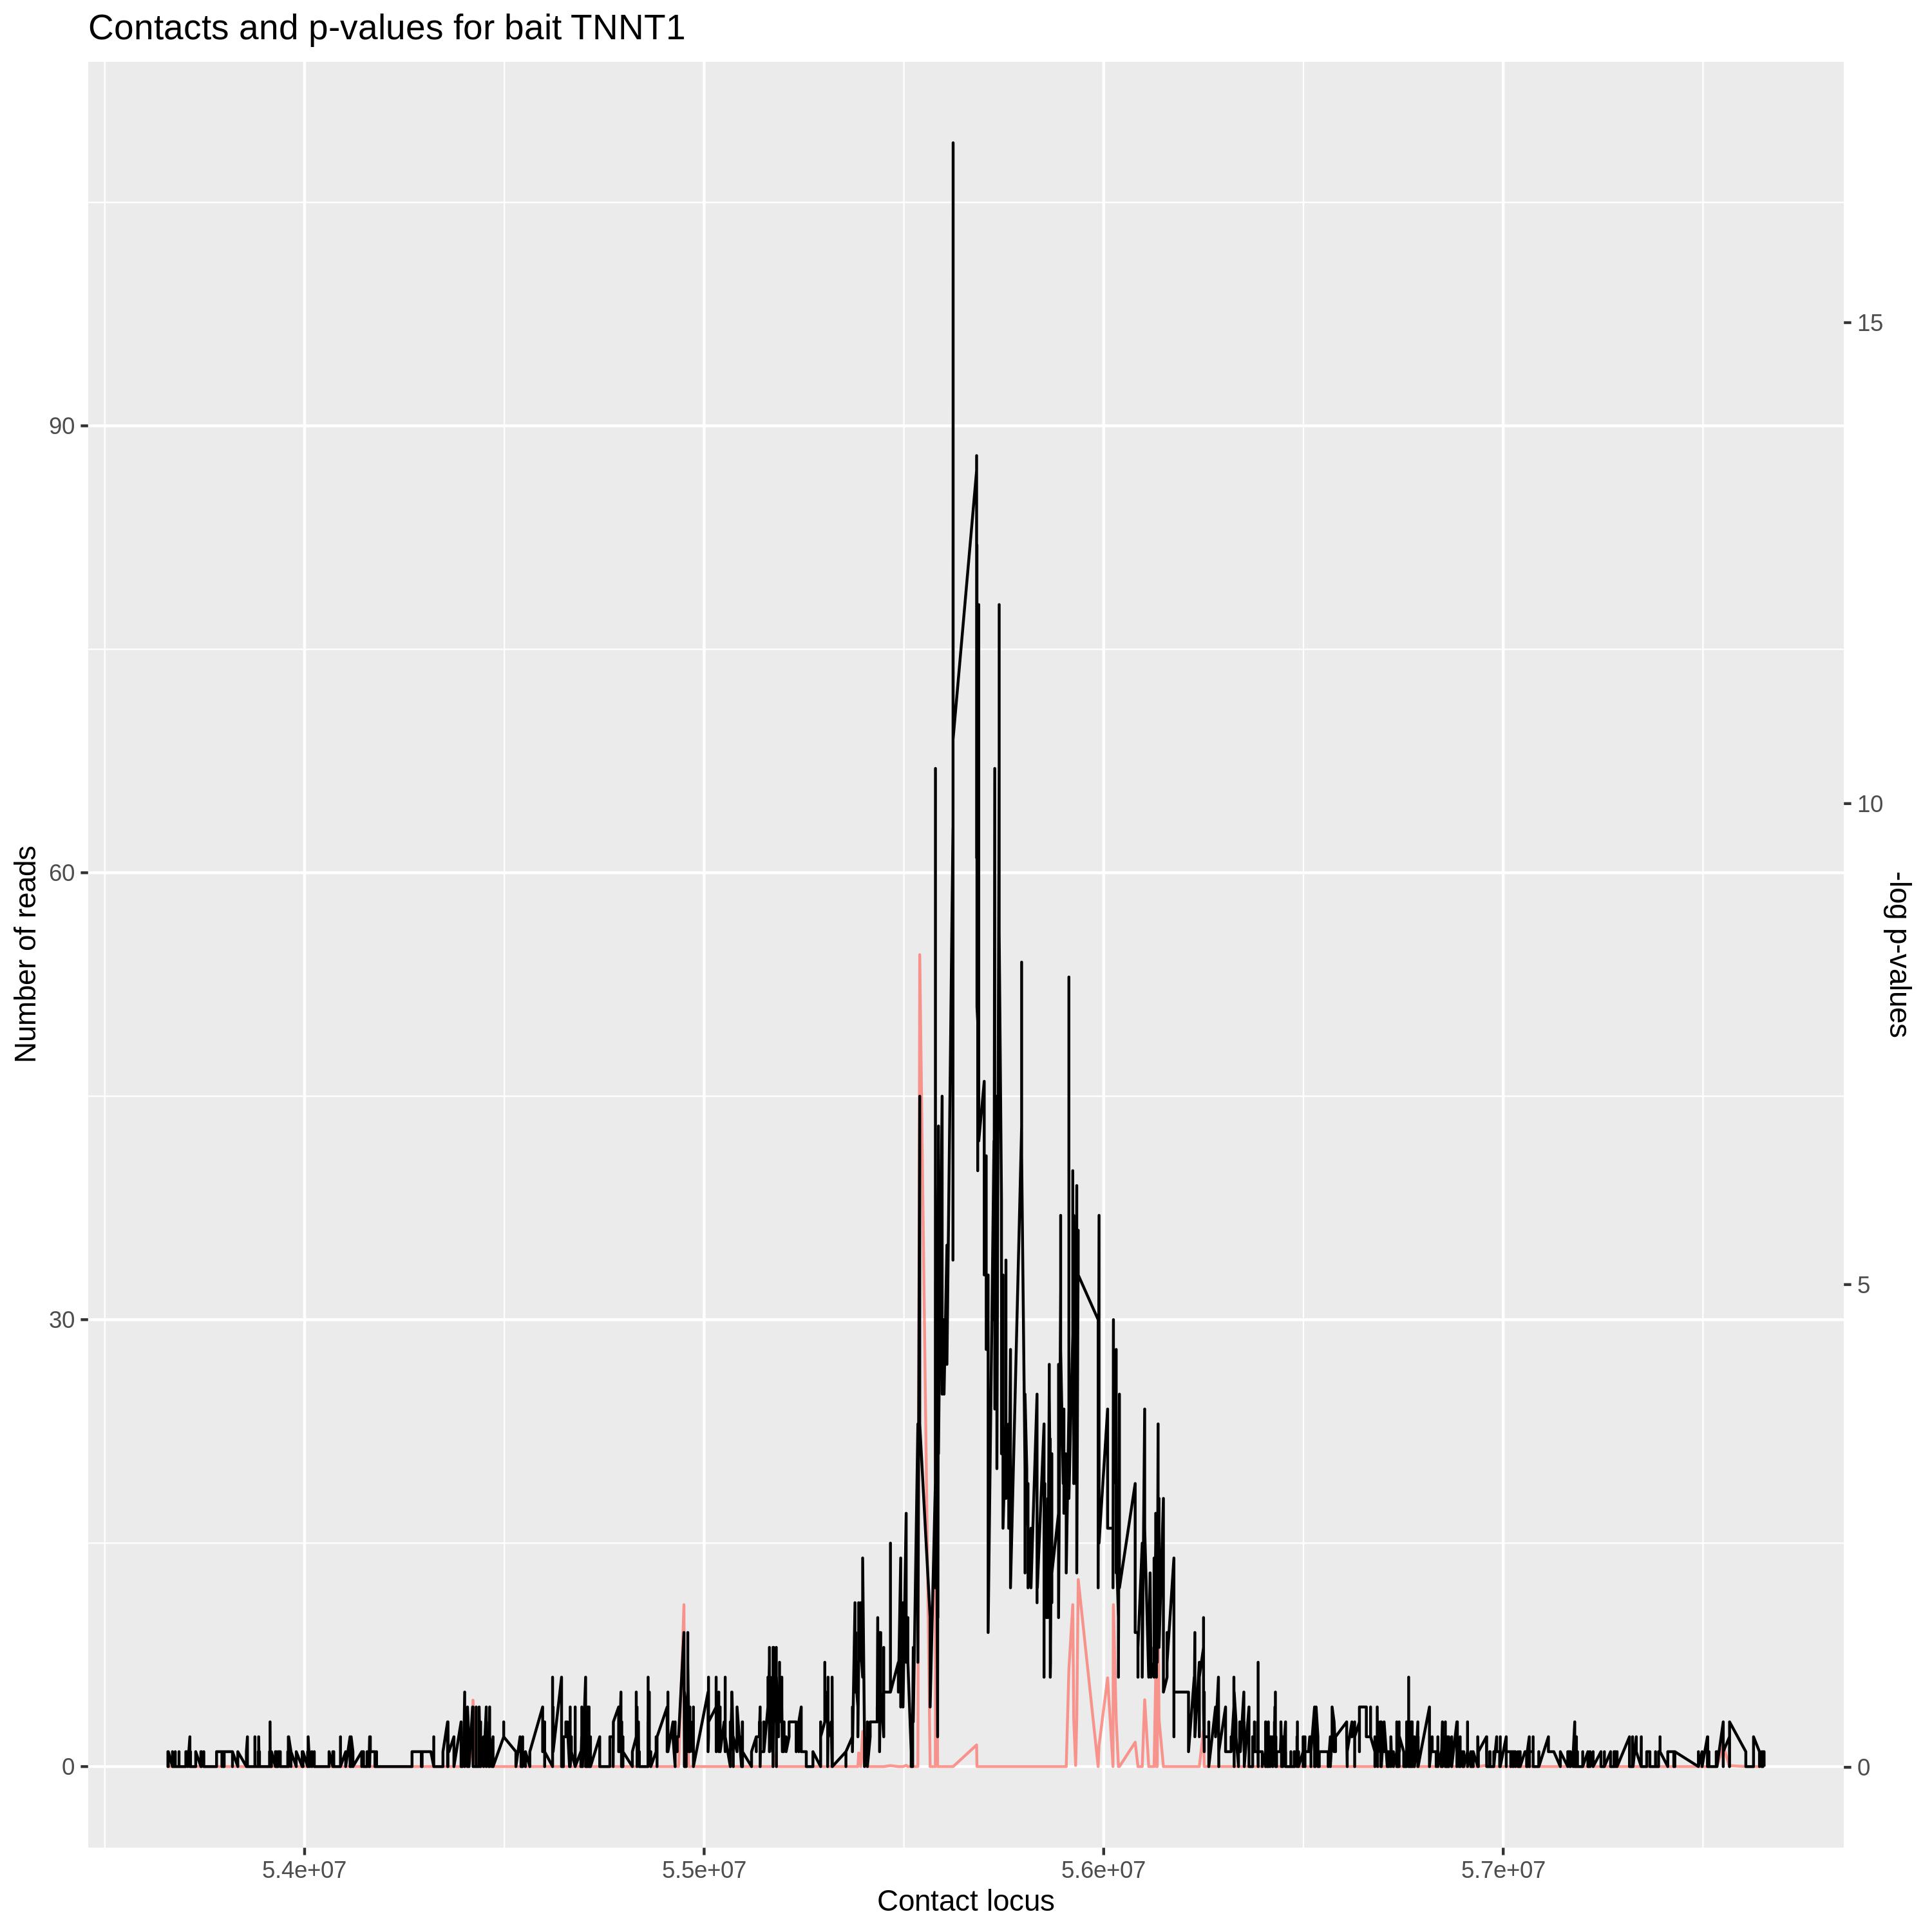 Contacts and p-values for bait TNNT1
Number of reads
90
60
30
0
15
10
5
0
-log p-values
5.4e+07 5.5e+07 5.6e+07 5.7e+07
Contact locus